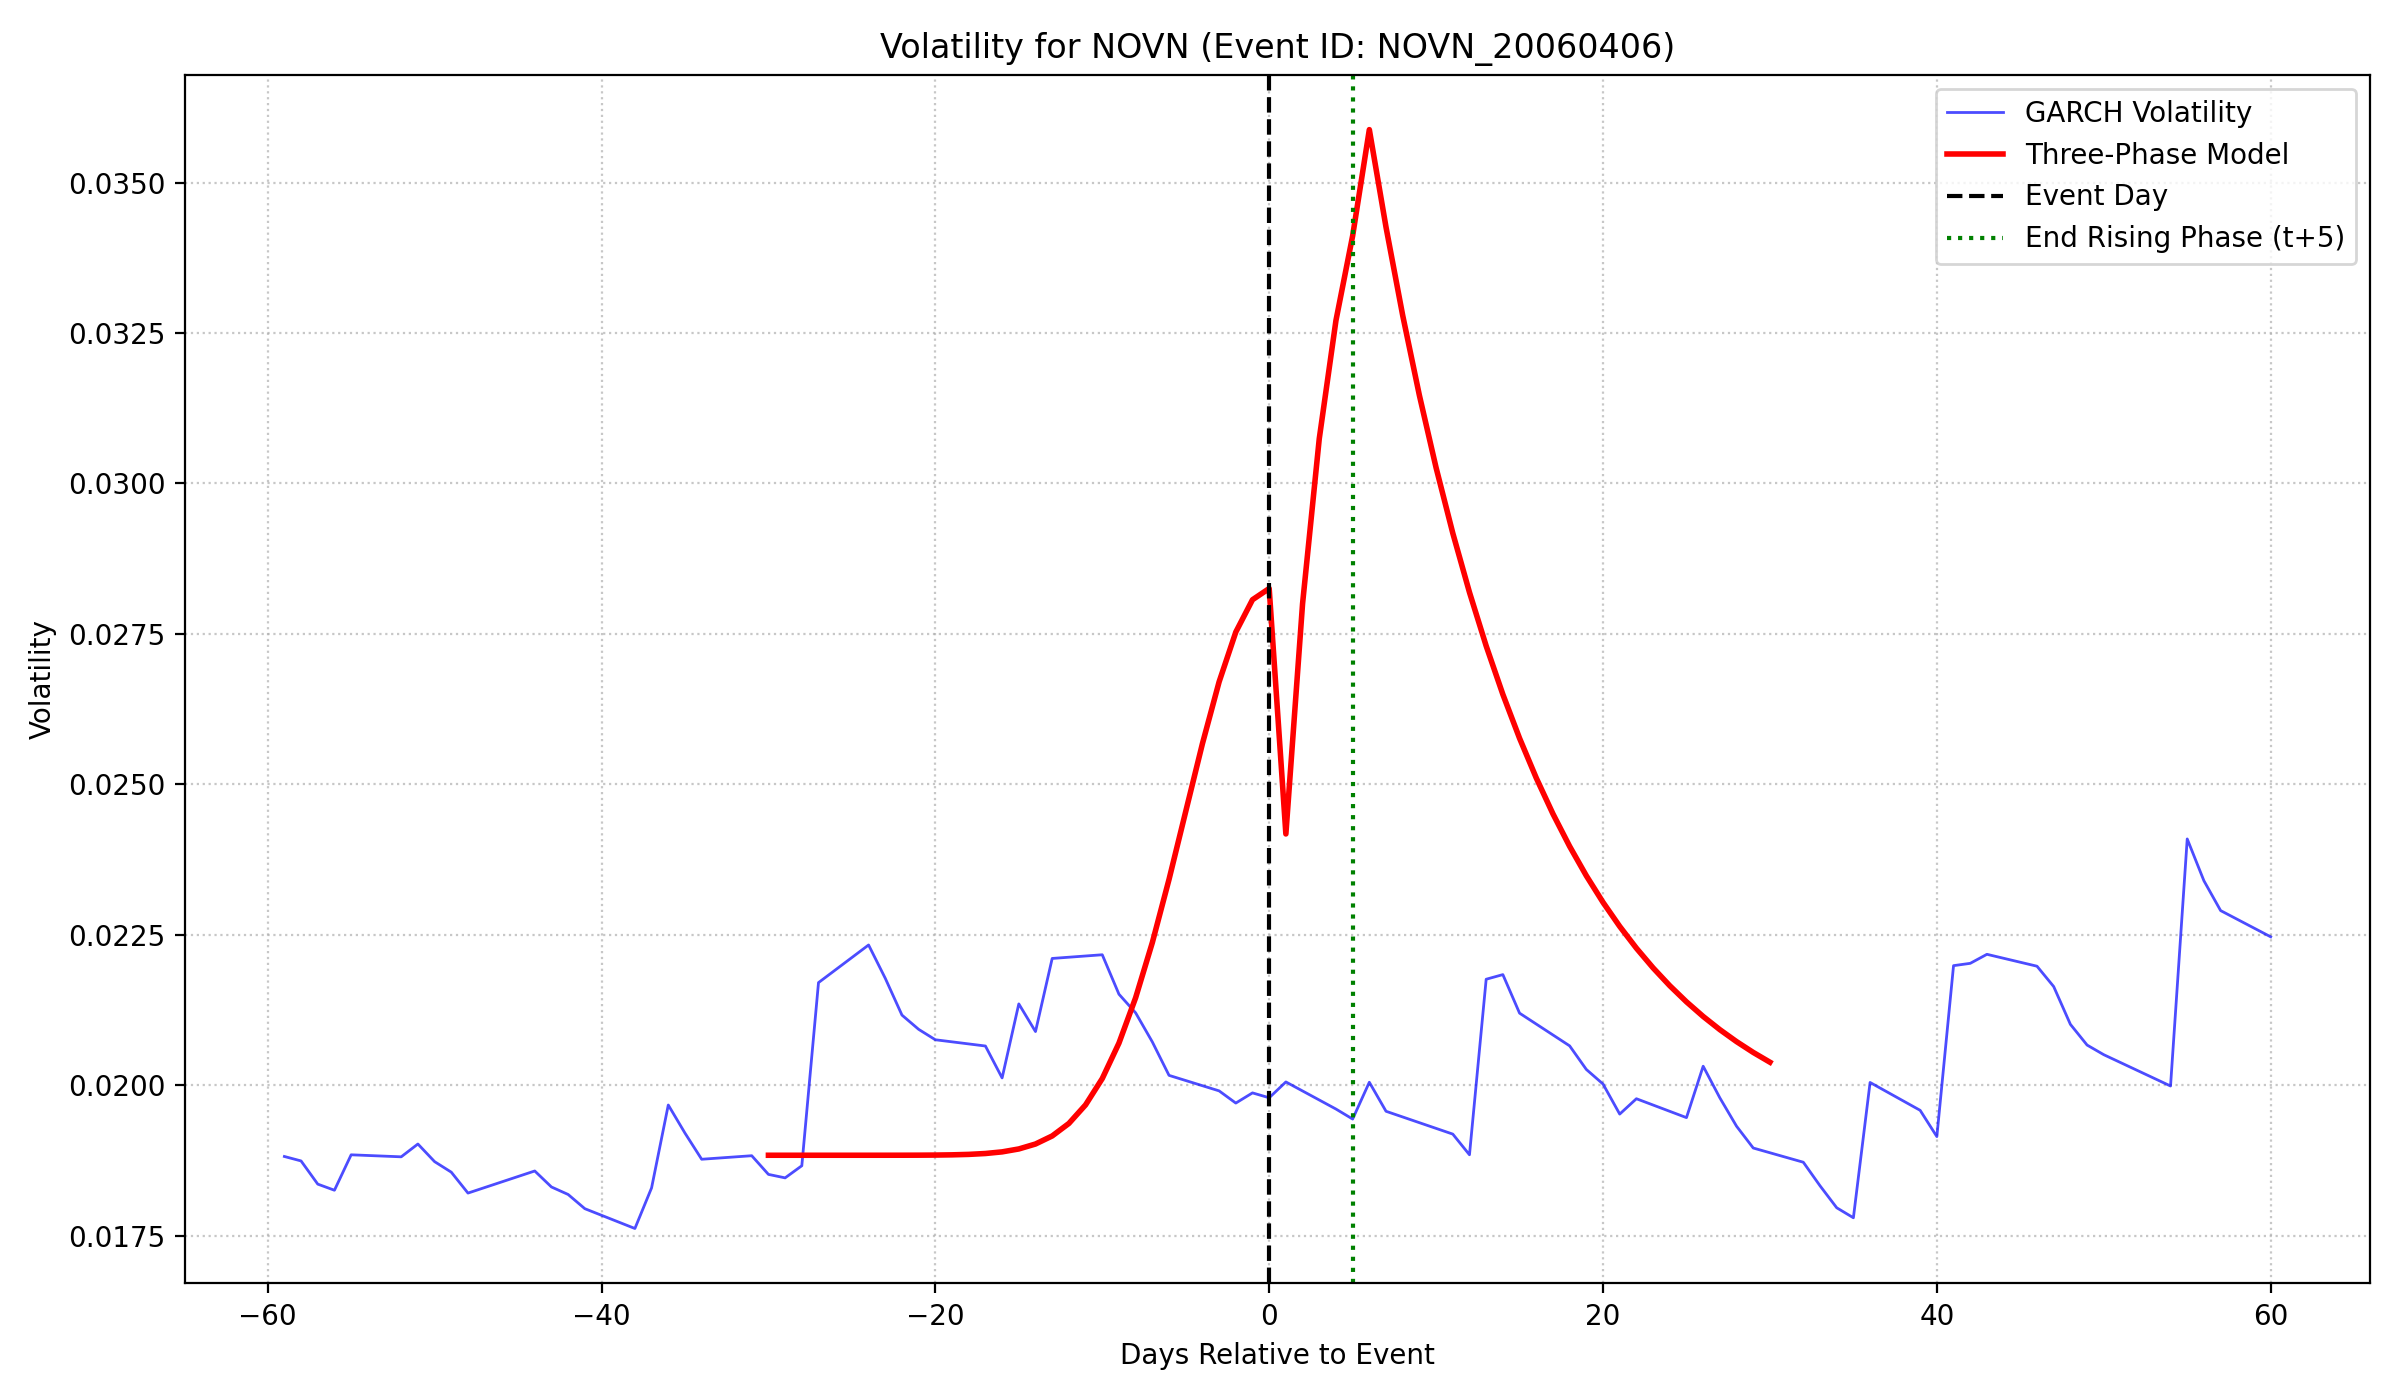 Volatility for NOVN (Event ID: NOVN_20060406)
GARCH Volatility
Three-Phase Model
Event Day
End Rising Phase (t+5)
Volatility
0.0350
0.0325
0.0300
0.0275
0.0250
0.0225
0.0200
0.0175
−60 −40 −20 0 20 40 60
Days Relative to Event